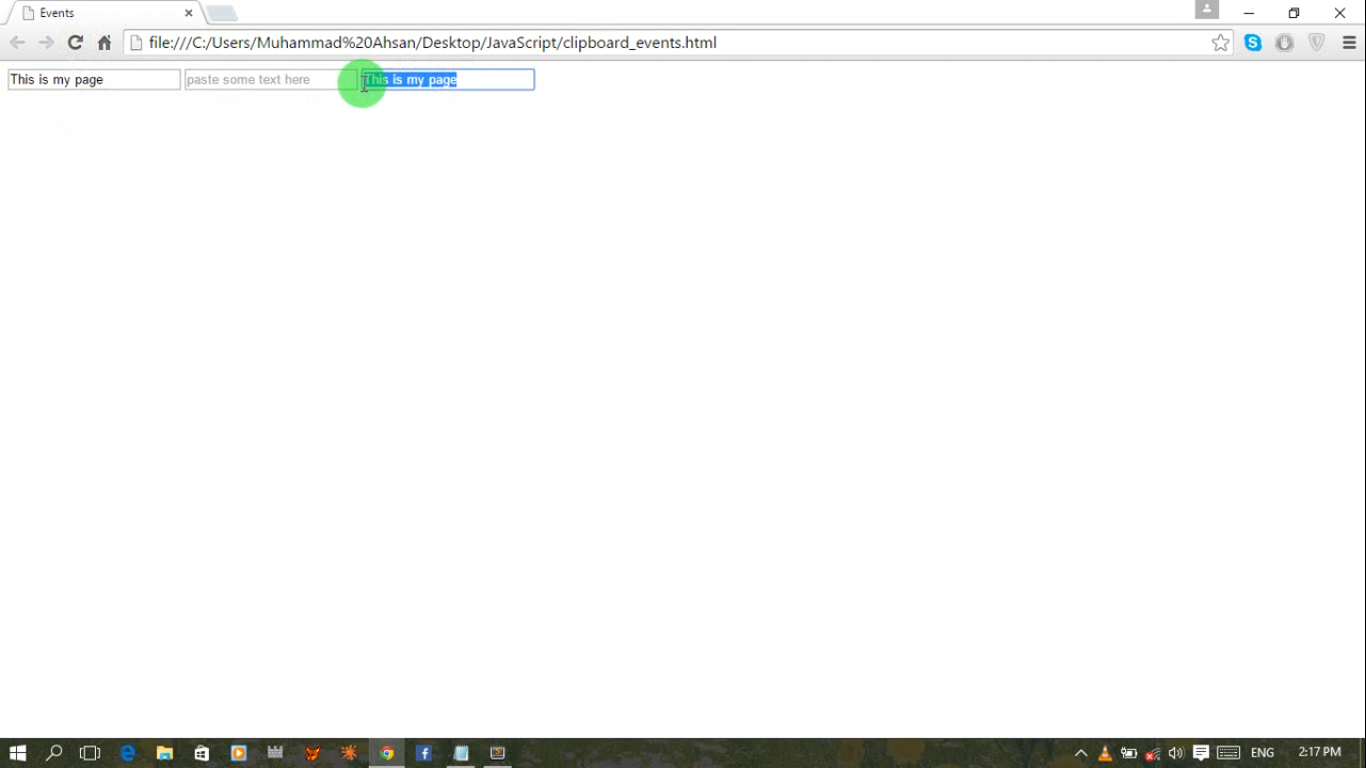 Events
file:///C:/Users/Muhammad%20Ahsan/Desktop/JavaScript/clipboard_events.html
This is my page paste some text here This is my page
ENG 2:17 PM